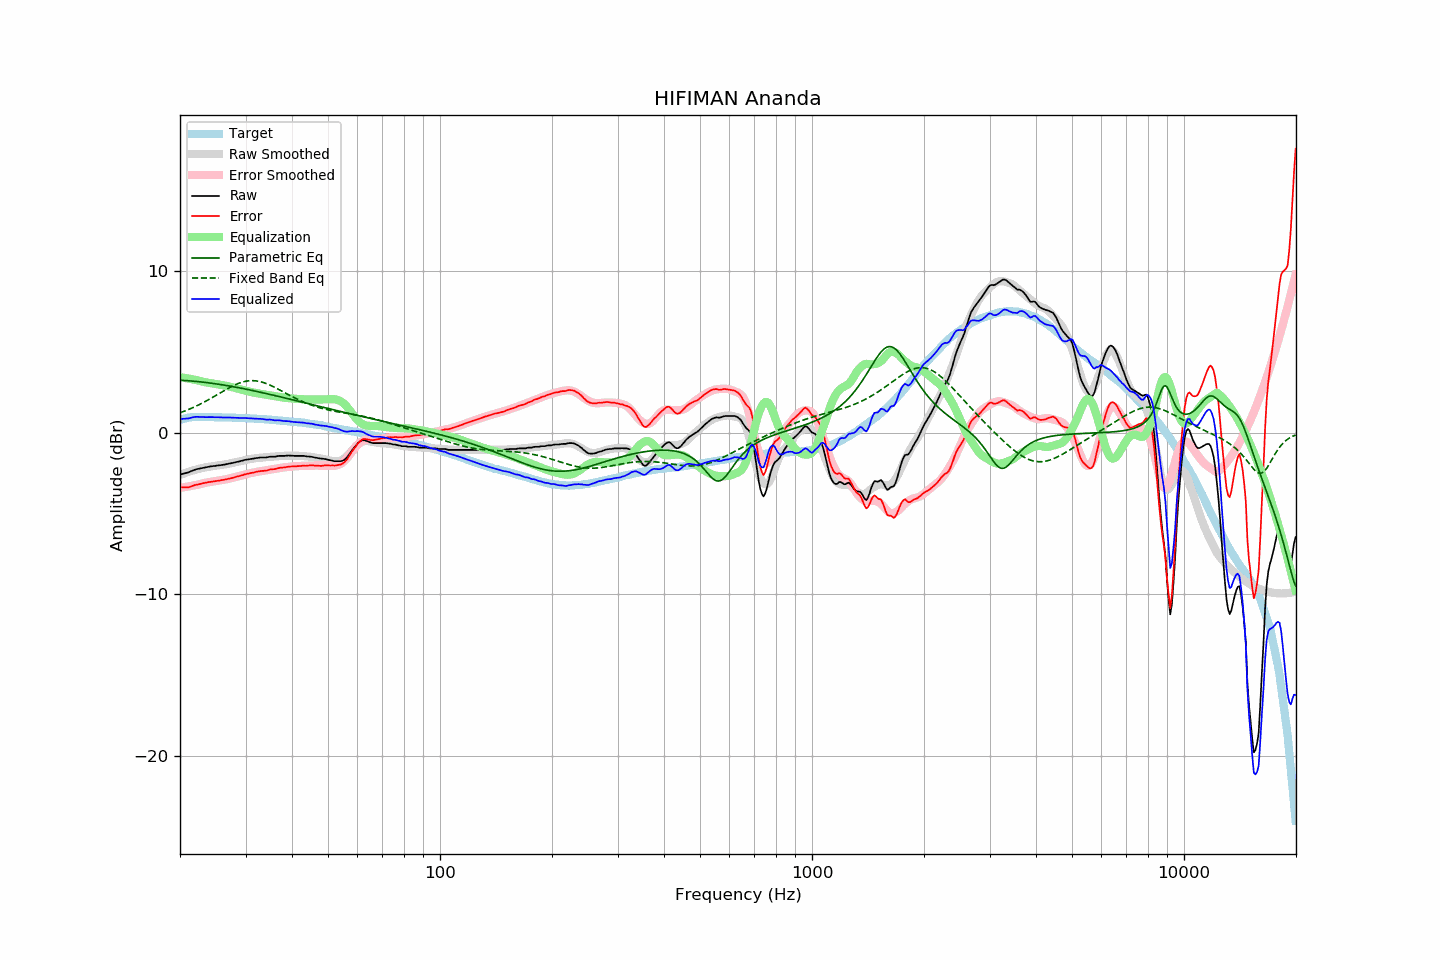 HIFIMAN Ananda
Target
Raw Smoothed
Error Smoothed
Raw
Error
Equalization
Parametric Eq
Fixed Band Eq
Equalized
10
0
−10
−20
Amplitude (dBr)
100
1000
10000
Frequency (Hz)